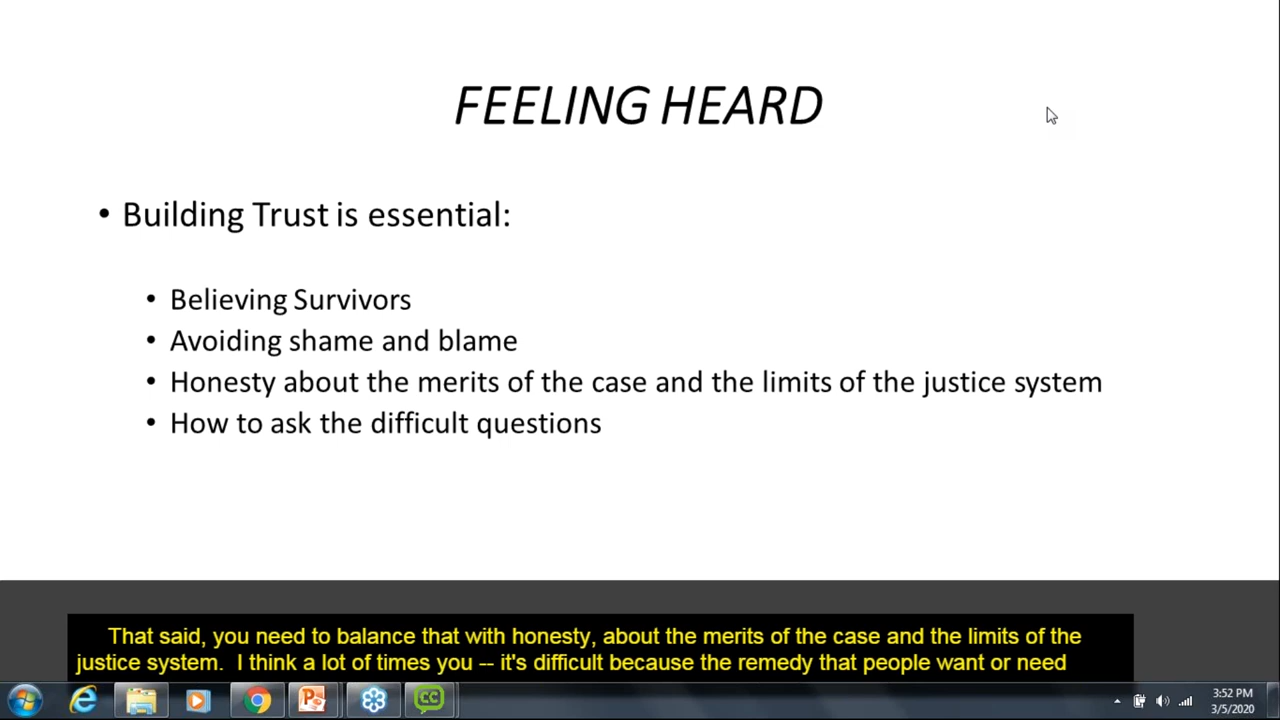 FEELING HEARD
• Building Trust is essential:
• Believing Survivors
• Avoiding shame and blame
• Honesty about the merits of the case and the limits of the justice system
• How to ask the difficult questions
That said, you need to balance that with honesty, about the merits of the case and the limits of the
justice system.  I think a lot of times you -- it's difficult because the remedy that people want or need
CC
3:52 PM
3/5/2020